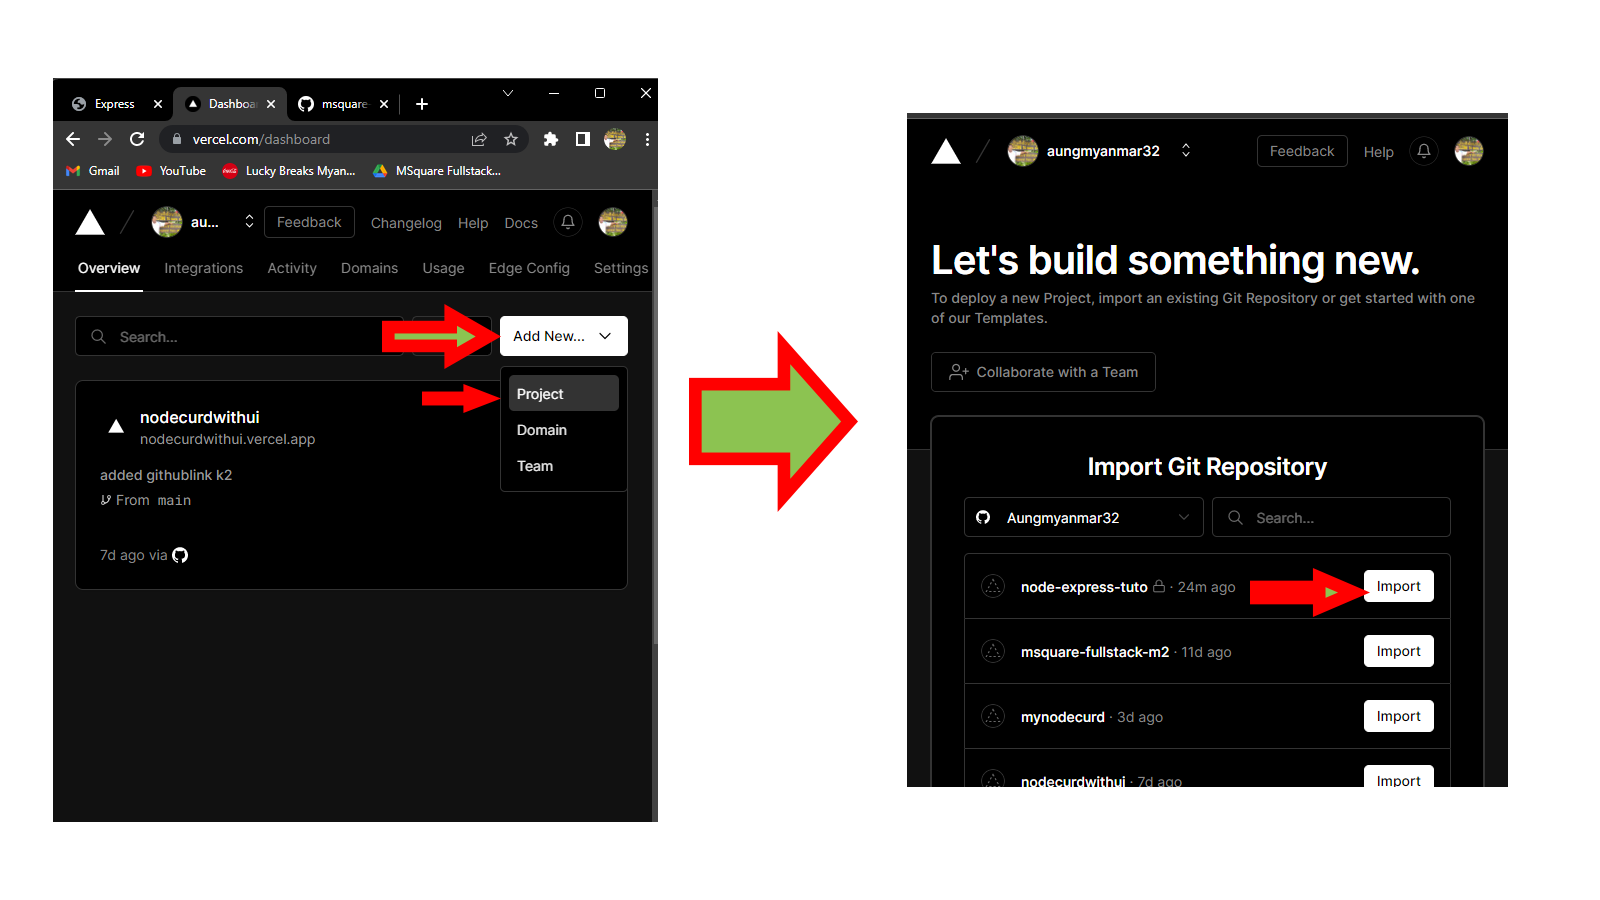 Express
Dashboa
msquare-
vercel.com/dashboard
Gmail
YouTube
Lucky Breaks Myan...
MSquare Fullstack...
au...
Feedback
Changelog
Help
Docs
Overview
Integrations
Activity
Domains
Usage
Edge Config
Settings
Search...
Add New...
Project
Domain
Team
nodecurdwithui
nodecurdwithui.vercel.app
added githublink k2
From main
7d ago via
aungmyanmar32
Feedback
Help
Let's build something new.
To deploy a new Project, import an existing Git Repository or get started with one
of our Templates.
Collaborate with a Team
Import Git Repository
Aungmyanmar32
Search...
node-express-tuto · 24m ago
Import
msquare-fullstack-m2 · 11d ago
Import
mynodecurd · 3d ago
Import
nodecurdwithui · 7d ago
Import